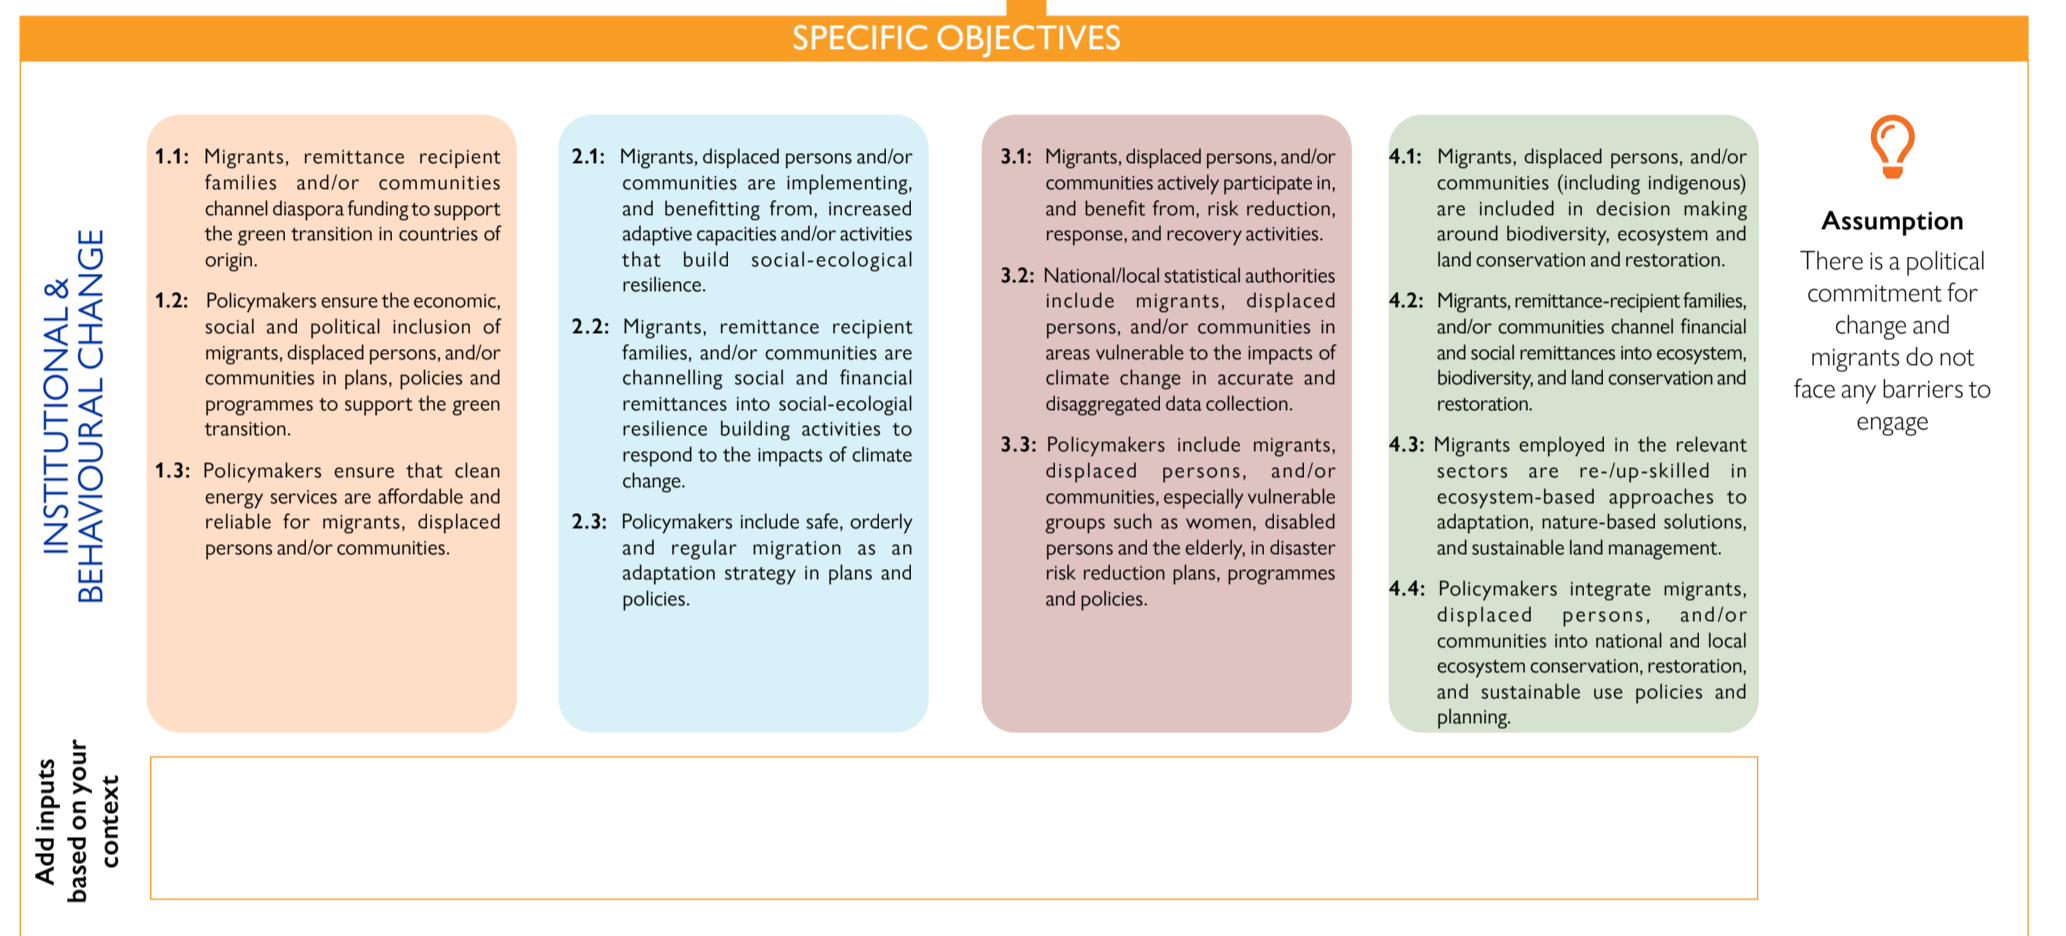 SPECIFIC OBJECTIVES
INSTITUTIONAL &
BEHAVIOURAL CHANGE
1.1: Migrants, remittance recipient
families and/or communities
channel diaspora funding to support
the green transition in countries of
origin.
1.2: Policymakers ensure the economic,
social and political inclusion of
migrants, displaced persons, and/or
communities in plans, policies and
programmes to support the green
transition.
1.3: Policymakers ensure that clean
energy services are affordable and
reliable for migrants, displaced
persons and/or communities.
2.1: Migrants, displaced persons and/or
communities are implementing,
and benefitting from, increased
adaptive capacities and/or activities
that build social-ecological
resilience.
2.2: Migrants, remittance recipient
families, and/or communities are
channelling social and financial
remittances into social-ecologial
resilience building activities to
respond to the impacts of climate
change.
2.3: Policymakers include safe, orderly
and regular migration as an
adaptation strategy in plans and
policies.
3.1: Migrants, displaced persons, and/or
communities actively participate in,
and benefit from, risk reduction,
response, and recovery activities.
3.2: National/local statistical authorities
include migrants, displaced
persons, and/or communities in
areas vulnerable to the impacts of
climate change in accurate and
disaggregated data collection.
3.3: Policymakers include migrants,
displaced persons, and/or
communities, especially vulnerable
groups such as women, disabled
persons and the elderly, in disaster
risk reduction plans, programmes
and policies.
4.1: Migrants, displaced persons, and/or
communities (including indigenous)
are included in decision making
around biodiversity, ecosystem and
land conservation and restoration.
4.2: Migrants, remittance-recipient families,
and/or communities channel financial
and social remittances into ecosystem,
biodiversity, and land conservation and
restoration.
4.3: Migrants employed in the relevant
sectors are re-/up-skilled in
ecosystem-based approaches to
adaptation, nature-based solutions,
and sustainable land management.
4.4: Policymakers integrate migrants,
displaced persons, and/or
communities into national and local
ecosystem conservation, restoration,
and sustainable use policies and
planning.
Assumption
There is a political
commitment for
change and
migrants do not
face any barriers to
engage
Add inputs
based on your
context